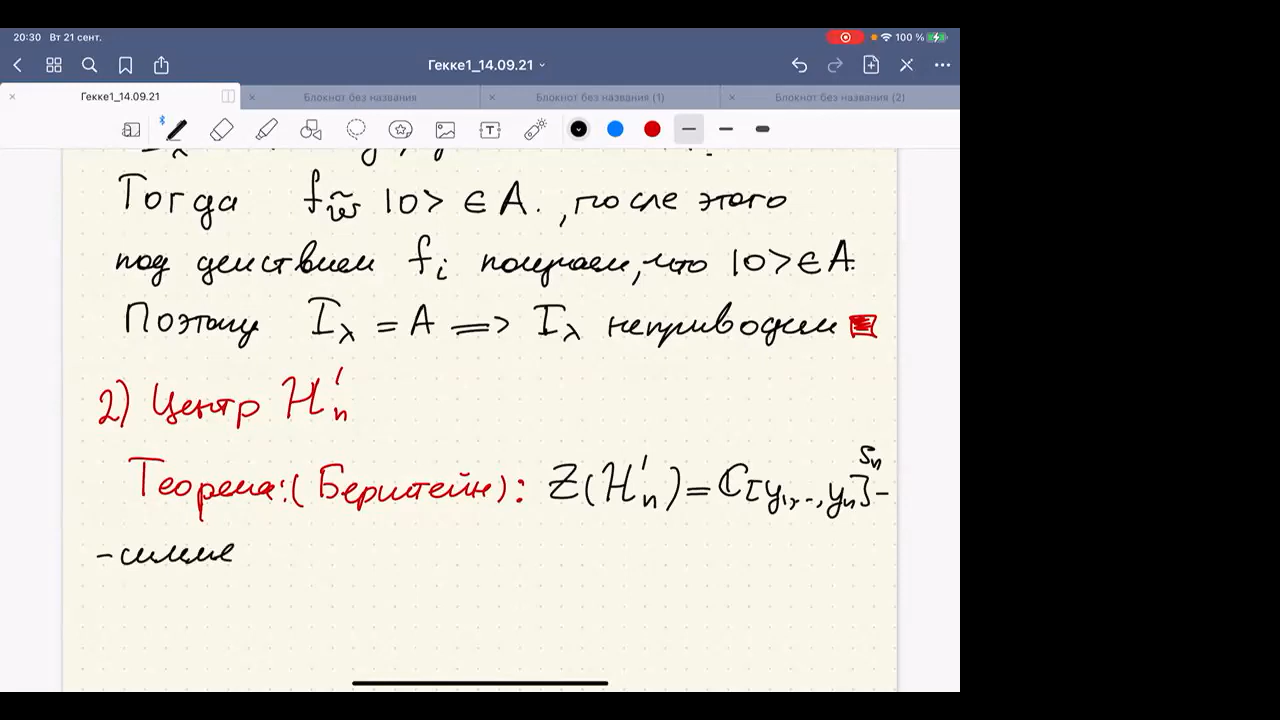 20:30 Вт 21 сент.
100 %
Гекке1_14.09.21
Гекке1_14.09.21
Блокнот без названия
Блокнот без названия (1)
Блокнот без названия (2)
Тогда f_w̃ |0> ∈ A. , после этого
под действием f_i получаем, что |0> ∈ A.
Поэтому I_λ = A ⟹ I_λ неприводим
2) Центр H'_n
Теорема: (Бернштейн): Z(H'_n) = ℂ[y_1, .., y_n]^{S_n} –
– симме